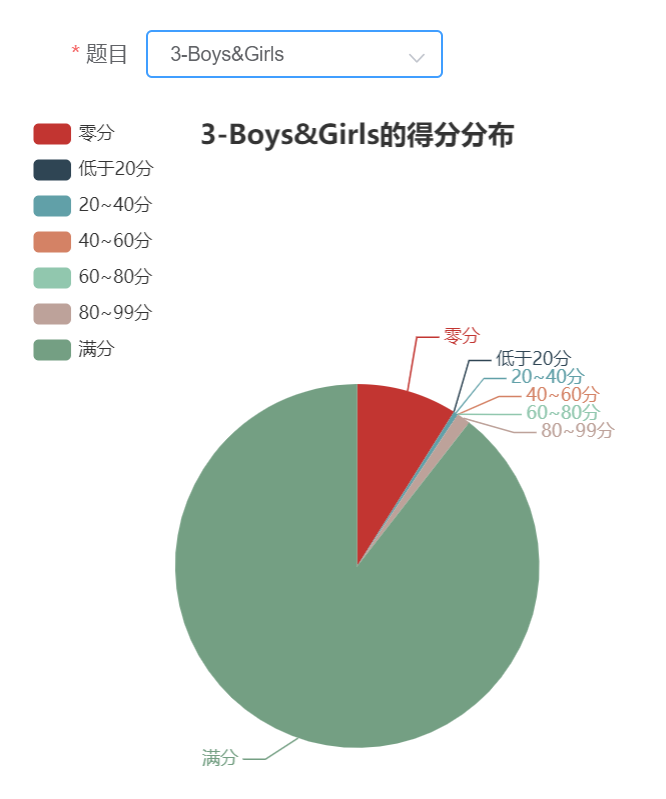 * 题目
3-Boys&Girls
3-Boys&Girls的得分分布
零分
低于20分
20~40分
40~60分
60~80分
80~99分
满分
零分
低于20分
20~40分
40~60分
60~80分
80~99分
满分